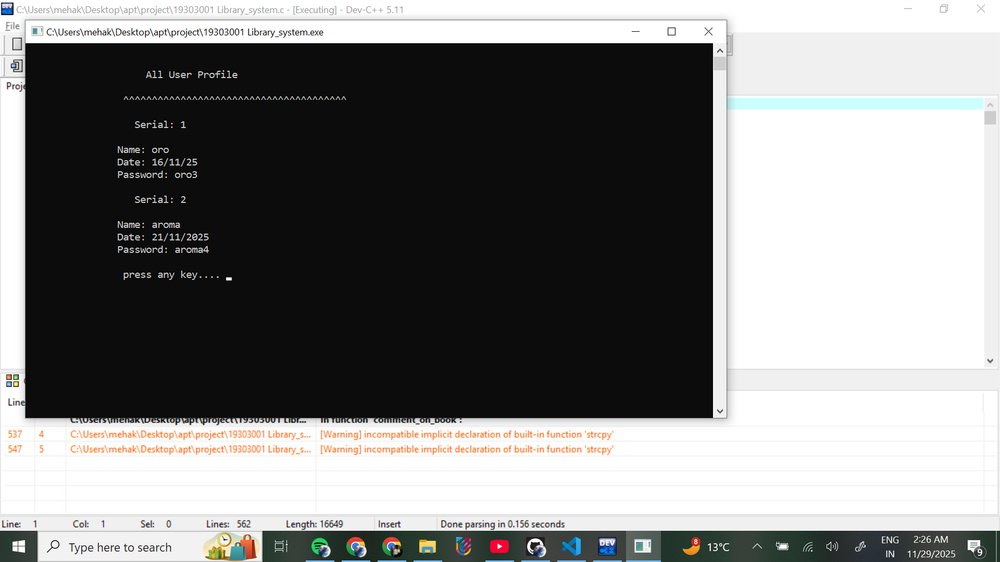 C:\Users\mehak\Desktop\apt\project\19303001 Library_system.c - [Executing] - Dev-C++ 5.11
File
C:\Users\mehak\Desktop\apt\project\19303001 Library_system.exe
Proje
All User Profile
^^^^^^^^^^^^^^^^^^^^^^^^^^^^^^^^^^^^^^^
Serial: 1
Name: oro
Date: 16/11/25
Password: oro3
Serial: 2
Name: aroma
Date: 21/11/2025
Password: aroma4
press any key....
Line
C:\Users\mehak\Desktop\apt\project\19303001 Libr... In function 'comment_on_book':
537 4 C:\Users\mehak\Desktop\apt\project\19303001 Library_s... [Warning] incompatible implicit declaration of built-in function 'strcpy'
547 5 C:\Users\mehak\Desktop\apt\project\19303001 Library_s... [Warning] incompatible implicit declaration of built-in function 'strcpy'
Line: 1 Col: 1 Sel: 0 Lines: 562 Length: 16649 Insert Done parsing in 0.156 seconds
Type here to search
DEV
C++
8
13°C
ENG
IN
2:26 AM
11/29/2025
9